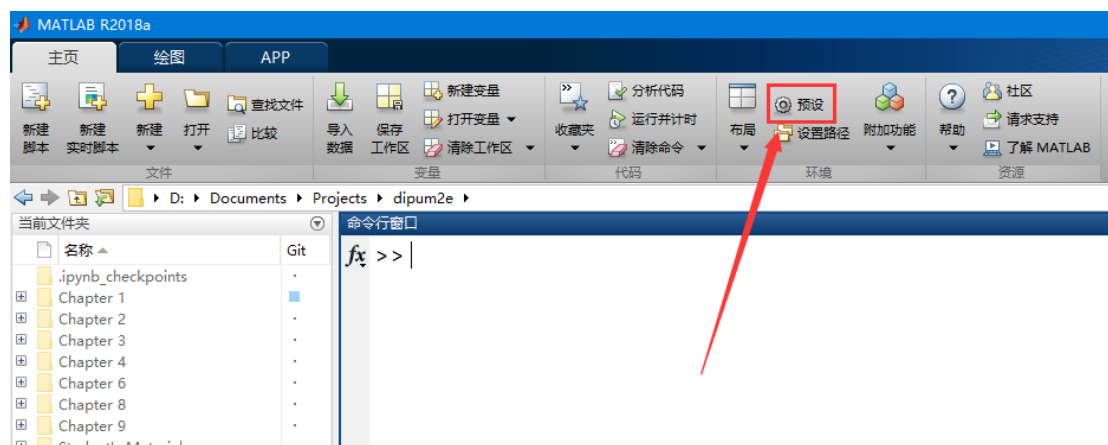 MATLAB R2018a
主页 绘图 APP
新建脚本 新建实时脚本 新建 打开 查找文件 比较
文件
导入数据 保存工作区 新建变量 打开变量 清除工作区
变量
收藏夹 分析代码 运行并计时 清除命令
代码
布局 预设 设置路径 附加功能
环境
帮助 社区 请求支持 了解 MATLAB
资源
D: Documents Projects dipum2e
当前文件夹
名称 Git
.ipynb_checkpoints
Chapter 1
Chapter 2
Chapter 3
Chapter 4
Chapter 6
Chapter 8
Chapter 9
命令行窗口
fx >>